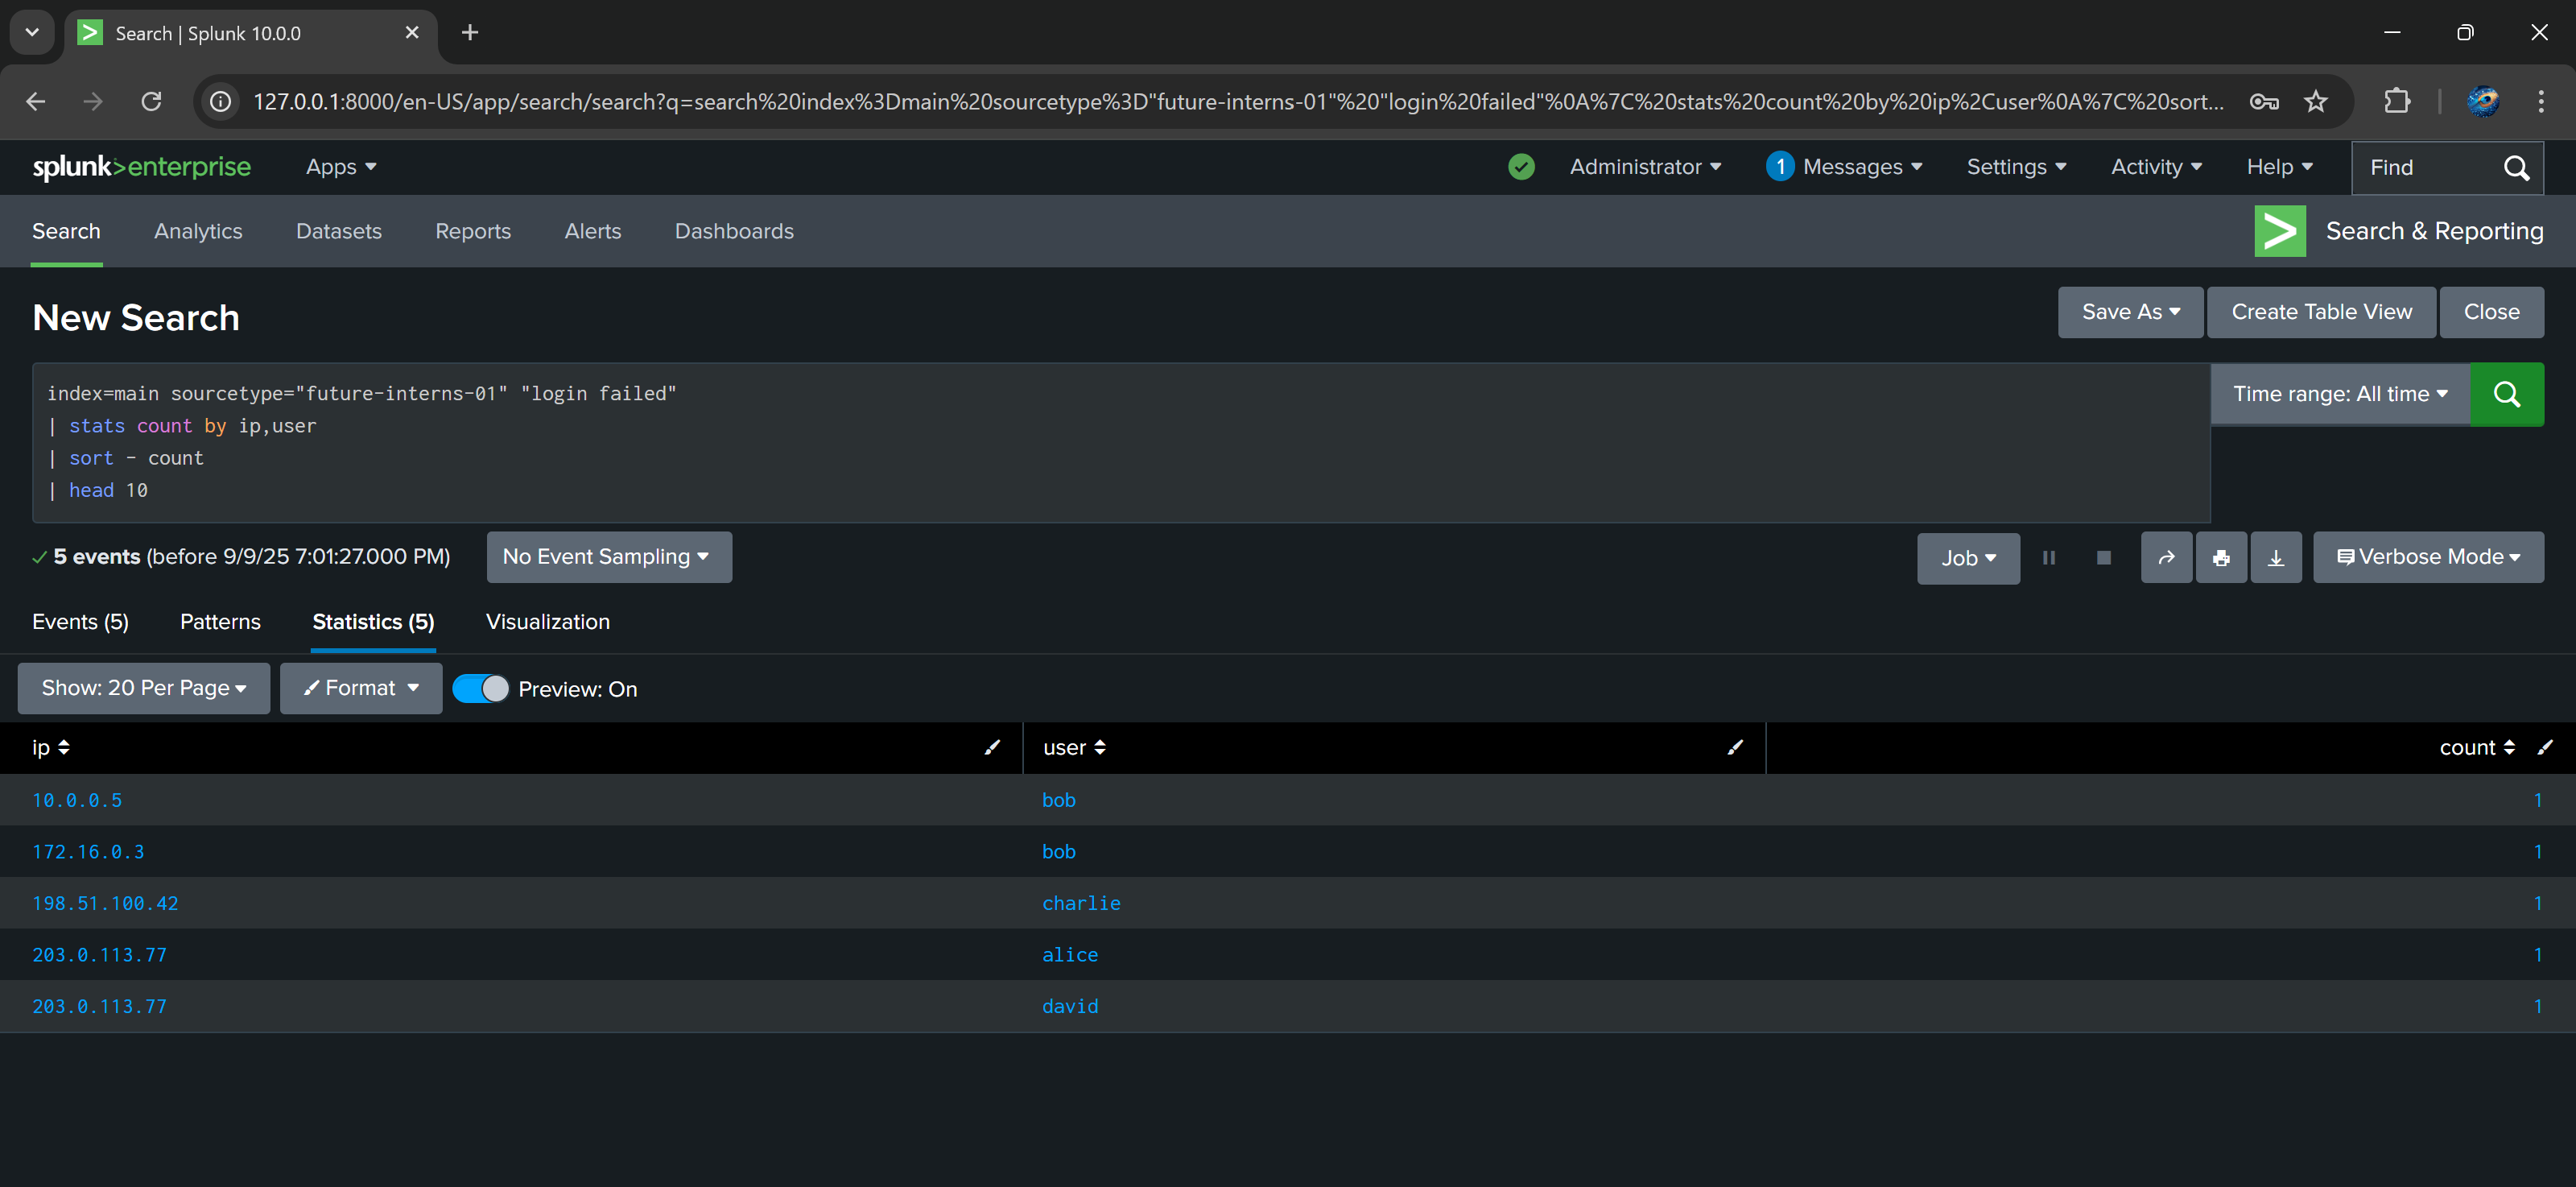 Search | Splunk 10.0.0
127.0.0.1:8000/en-US/app/search/search?q=search%20index%3Dmain%20sourcetype%3D"future-interns-01"%20"login%20failed"%0A%7C%20stats%20count%20by%20ip%2Cuser%0A%7C%20sort...
splunk>enterprise Apps Administrator 1 Messages Settings Activity Help Find
Search Analytics Datasets Reports Alerts Dashboards Search & Reporting
New Search Save As Create Table View Close
index=main sourcetype="future-interns-01" "login failed" Time range: All time
| stats count by ip,user
| sort - count
| head 10
5 events (before 9/9/25 7:01:27.000 PM) No Event Sampling Job Verbose Mode
Events (5) Patterns Statistics (5) Visualization
Show: 20 Per Page Format Preview: On
ip user count
10.0.0.5 bob 1
172.16.0.3 bob 1
198.51.100.42 charlie 1
203.0.113.77 alice 1
203.0.113.77 david 1